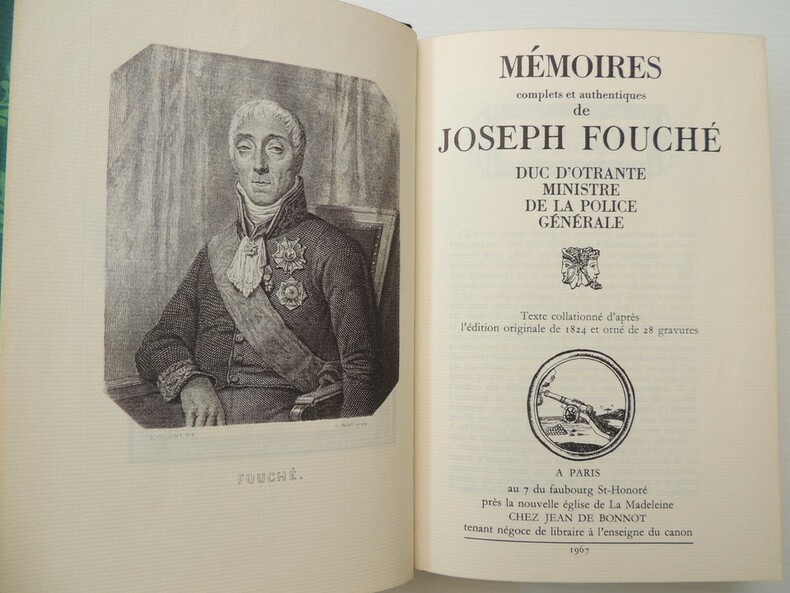 FOUCHÉ.
MÉMOIRES
complets et authentiques
de
JOSEPH FOUCHÉ
DUC D'OTRANTE
MINISTRE
DE LA POLICE
GÉNÉRALE
Texte collationné d'après
l'édition originale de 1824 et orné de 28 gravures
A PARIS
au 7 du faubourg St-Honoré
près la nouvelle église de La Madeleine
CHEZ JEAN DE BONNOT
tenant négoce de libraire à l'enseigne du canon
1967